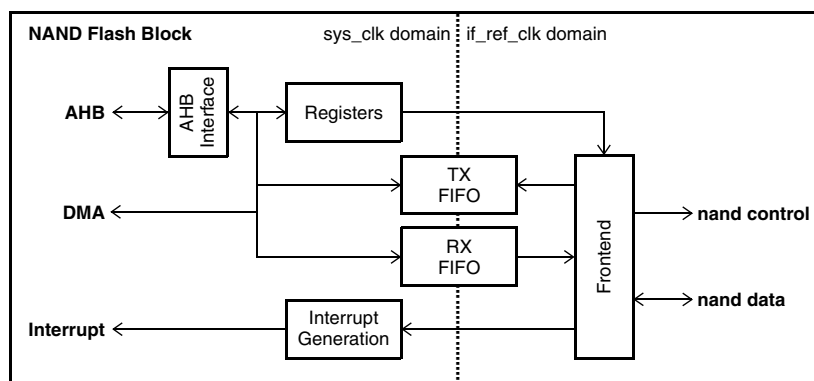 NAND Flash Block
sys_clk domain
if_ref_clk domain
AHB
AHB
Interface
Registers
TX
FIFO
DMA
RX
FIFO
Frontend
nand control
nand data
Interrupt
Interrupt
Generation